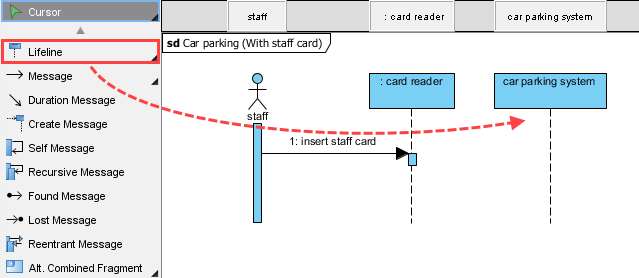 Cursor
Lifeline
Message
Duration Message
Create Message
Self Message
Recursive Message
Found Message
Lost Message
Reentrant Message
Alt. Combined Fragment
staff
: card reader
car parking system
sd Car parking (With staff card)
: card reader
car parking system
staff
1: insert staff card